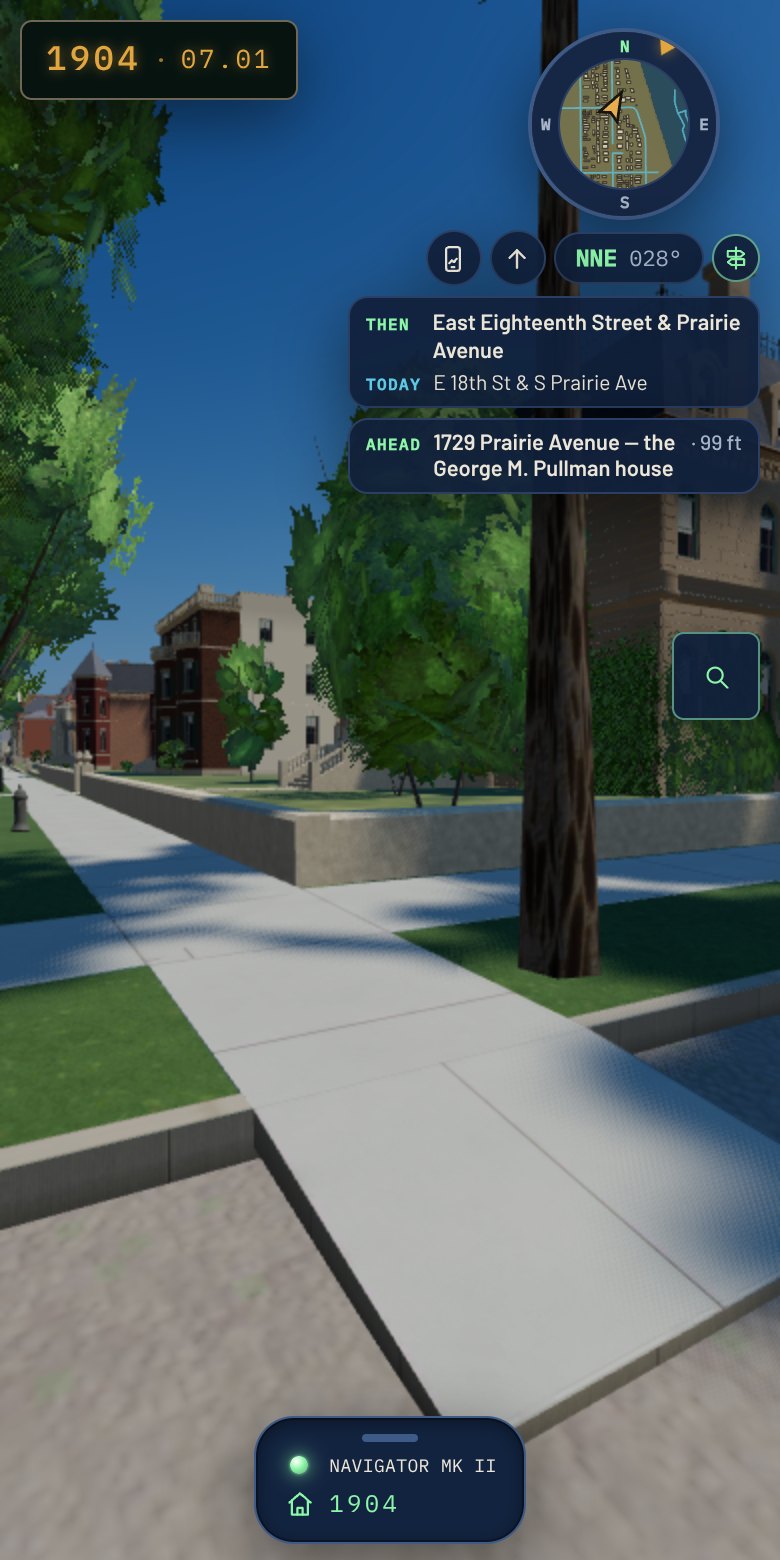 1904 · 07.01
N
W
E
S
NNE 028°
THEN East Eighteenth Street & Prairie
Avenue
TODAY E 18th St & S Prairie Ave
AHEAD 1729 Prairie Avenue – the · 99 ft
George M. Pullman house
NAVIGATOR MK II
1904